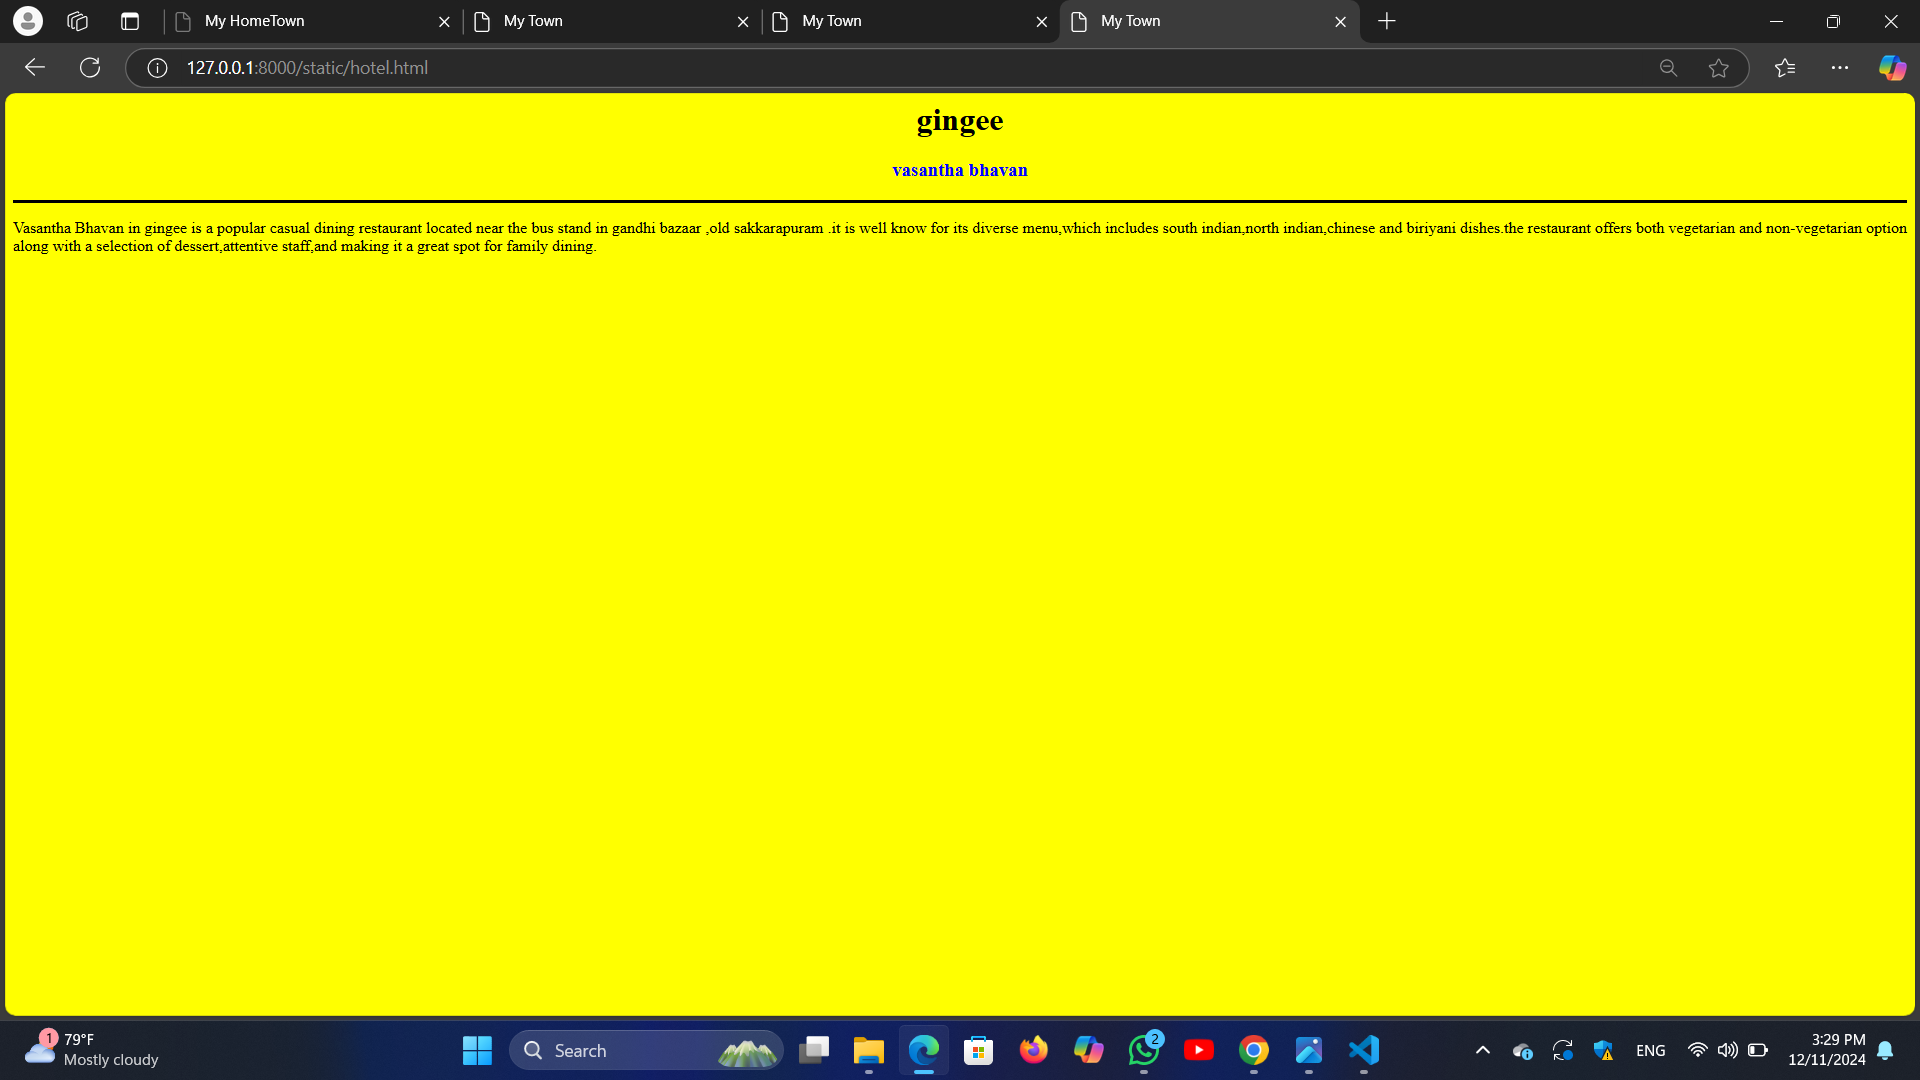 My HomeTown
My Town
My Town
My Town
127.0.0.1:8000/static/hotel.html
gingee
vasantha bhavan
Vasantha Bhavan in gingee is a popular casual dining restaurant located near the bus stand in gandhi bazaar ,old sakkarapuram .it is well know for its diverse menu,which includes south indian,north indian,chinese and biriyani dishes.the restaurant offers both vegetarian and non-vegetarian option
along with a selection of dessert,attentive staff,and making it a great spot for family dining.
1
79°F
Mostly cloudy
Search
2
ENG
3:29 PM
12/11/2024